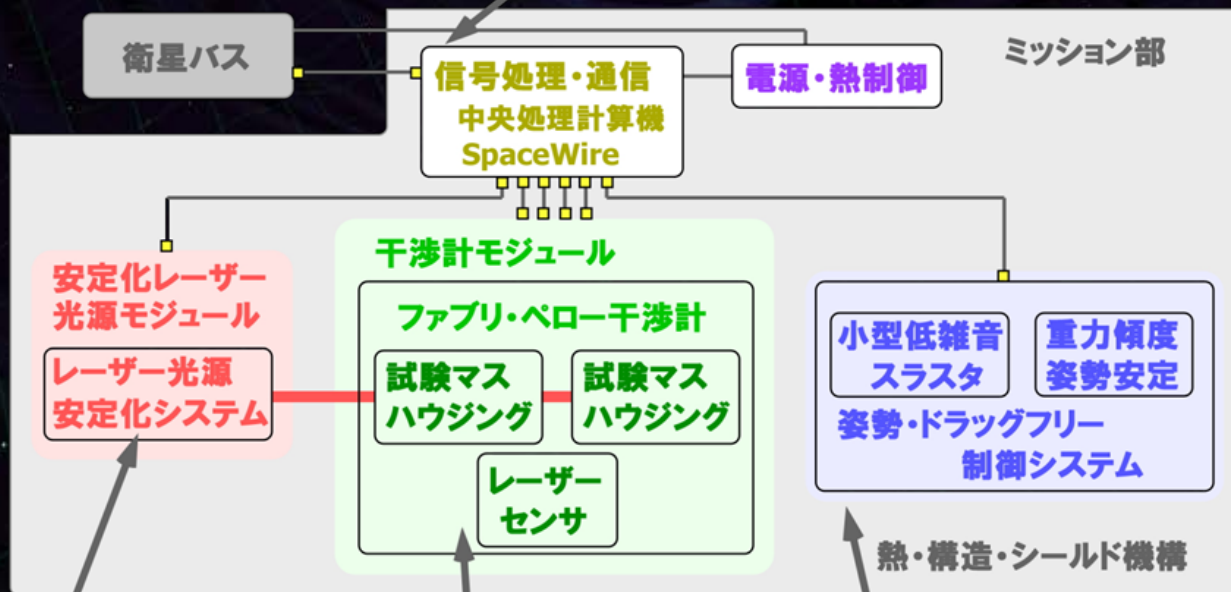 衛星バス
信号処理・通信
中央処理計算機
SpaceWire
電源・熱制御
ミッション部
安定化レーザー
光源モジュール
レーザー光源
安定化システム
干渉計モジュール
ファブリ・ペロー干渉計
試験マス
ハウジング
試験マス
ハウジング
レーザー
センサ
小型低雑音
スラスタ
重力傾度
姿勢安定
姿勢・ドラッグフリー
制御システム
熱・構造・シールド機構